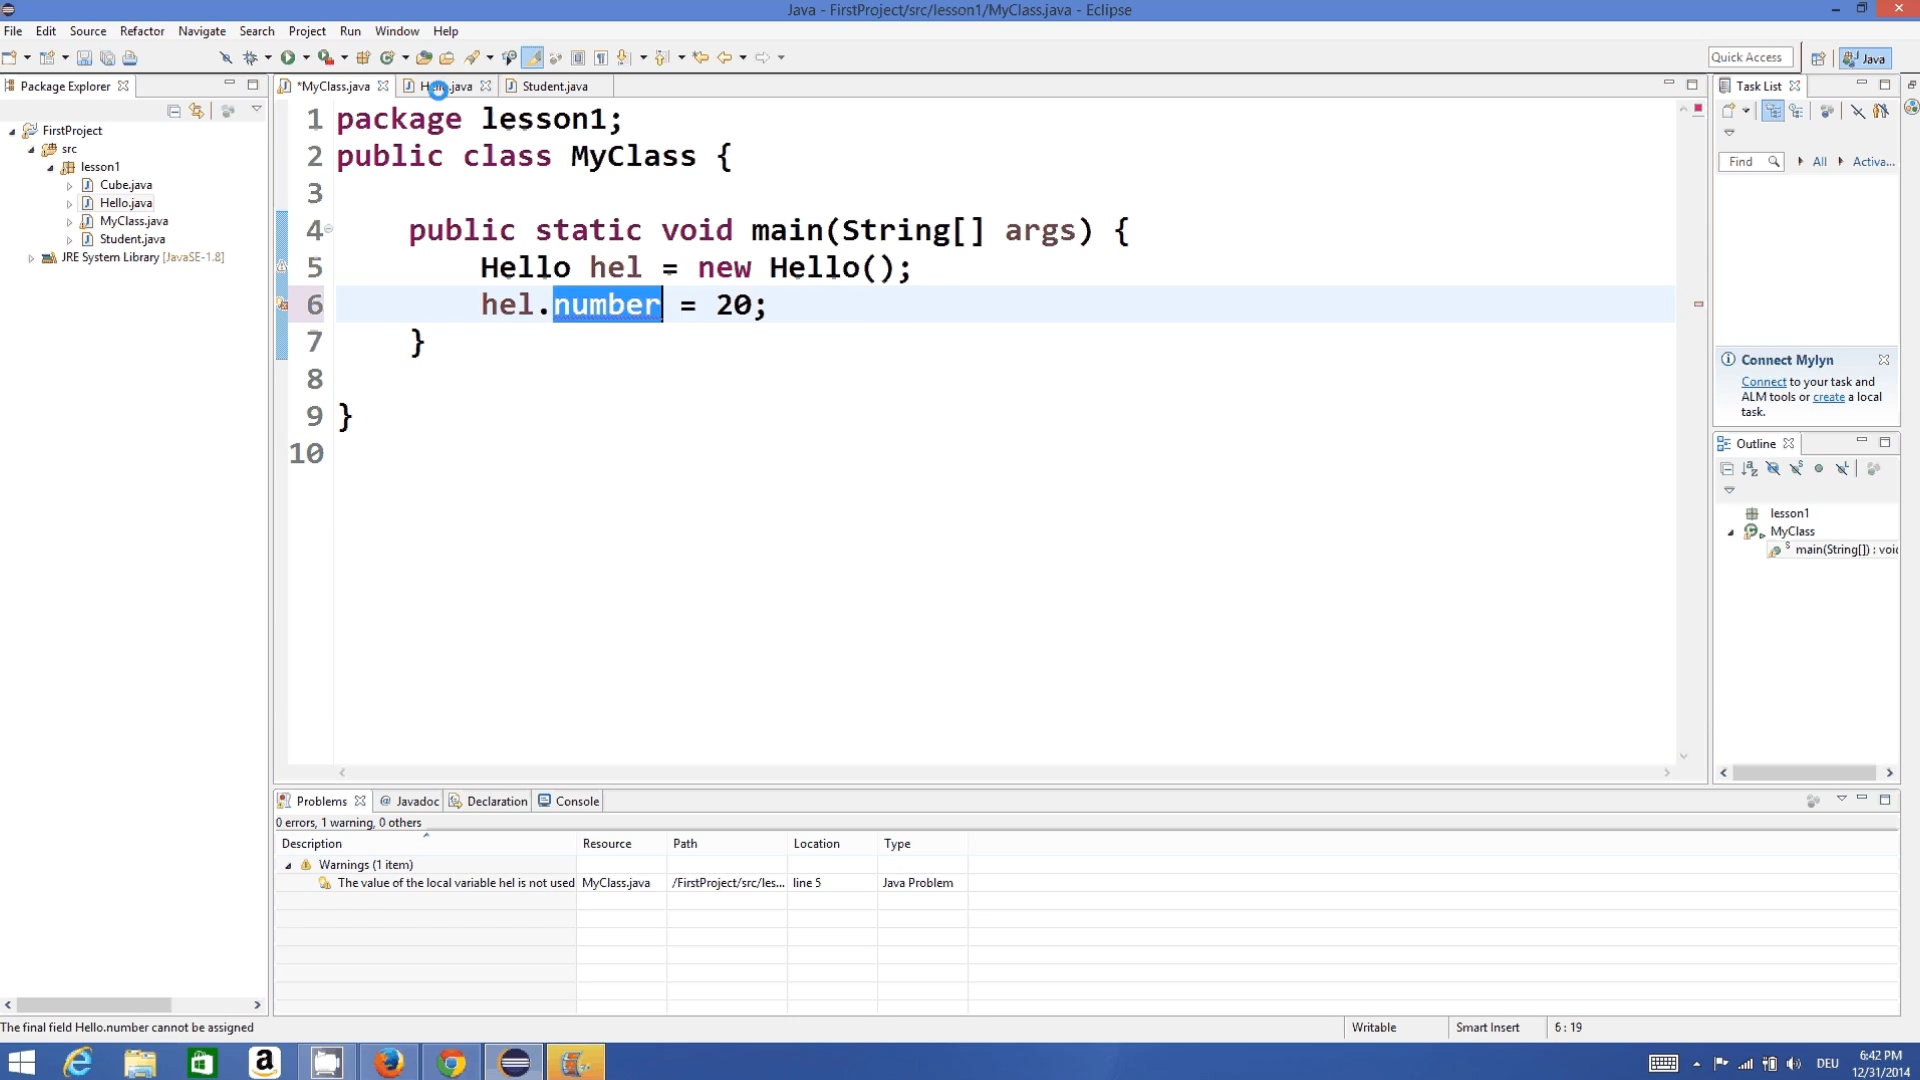 Java - FirstProject/src/lesson1/MyClass.java - Eclipse
File Edit Source Refactor Navigate Search Project Run Window Help
Quick Access Java
Package Explorer
*MyClass.java Hello.java Student.java
Task List
FirstProject
src
lesson1
Cube.java
Hello.java
MyClass.java
Student.java
JRE System Library [JavaSE-1.8]
1 package lesson1;
2 public class MyClass {
3
4 public static void main(String[] args) {
5 Hello hel = new Hello();
6 hel.number = 20;
7 }
8
9 }
10
Find All Activa...
Connect Mylyn
Connect to your task and
ALM tools or create a local
task.
Outline
lesson1
MyClass
main(String[]) : voi
Problems @ Javadoc Declaration Console
0 errors, 1 warning, 0 others
Description Resource Path Location Type
Warnings (1 item)
The value of the local variable hel is not used MyClass.java /FirstProject/src/les... line 5 Java Problem
The final field Hello.number cannot be assigned
Writable Smart Insert 6 : 19
DEU
6:42 PM
12/31/2014